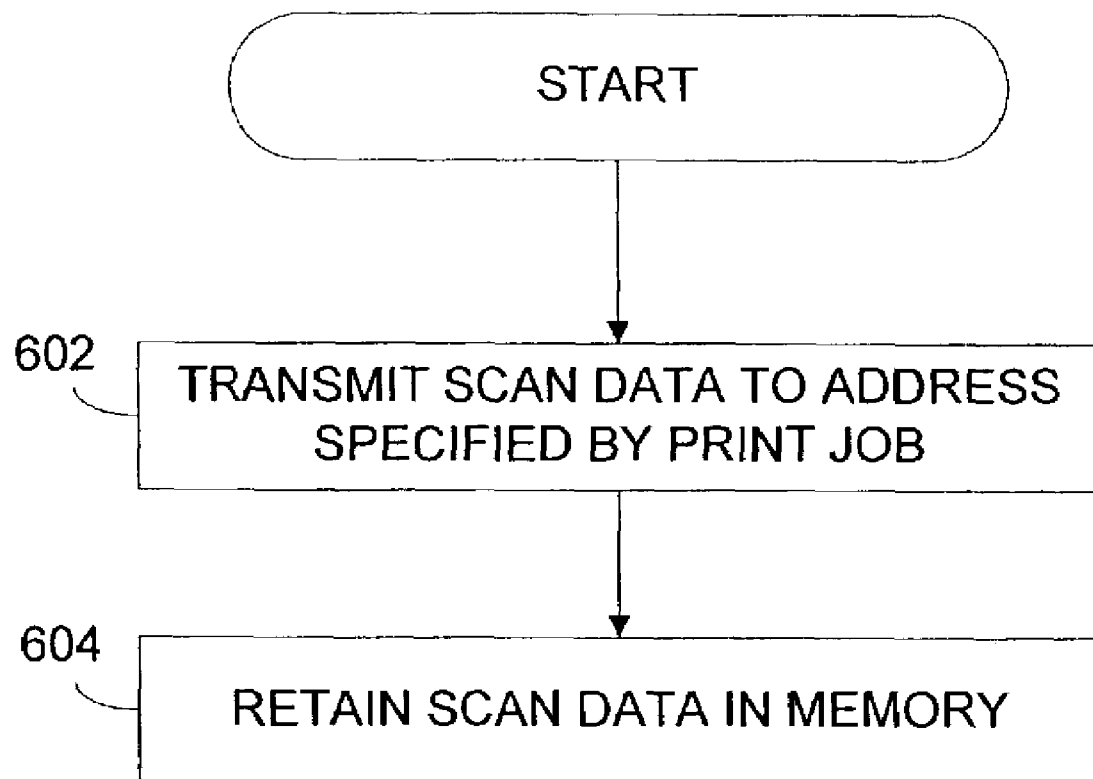 START
602
TRANSMIT SCAN DATA TO ADDRESS
SPECIFIED BY PRINT JOB
604
RETAIN SCAN DATA IN MEMORY